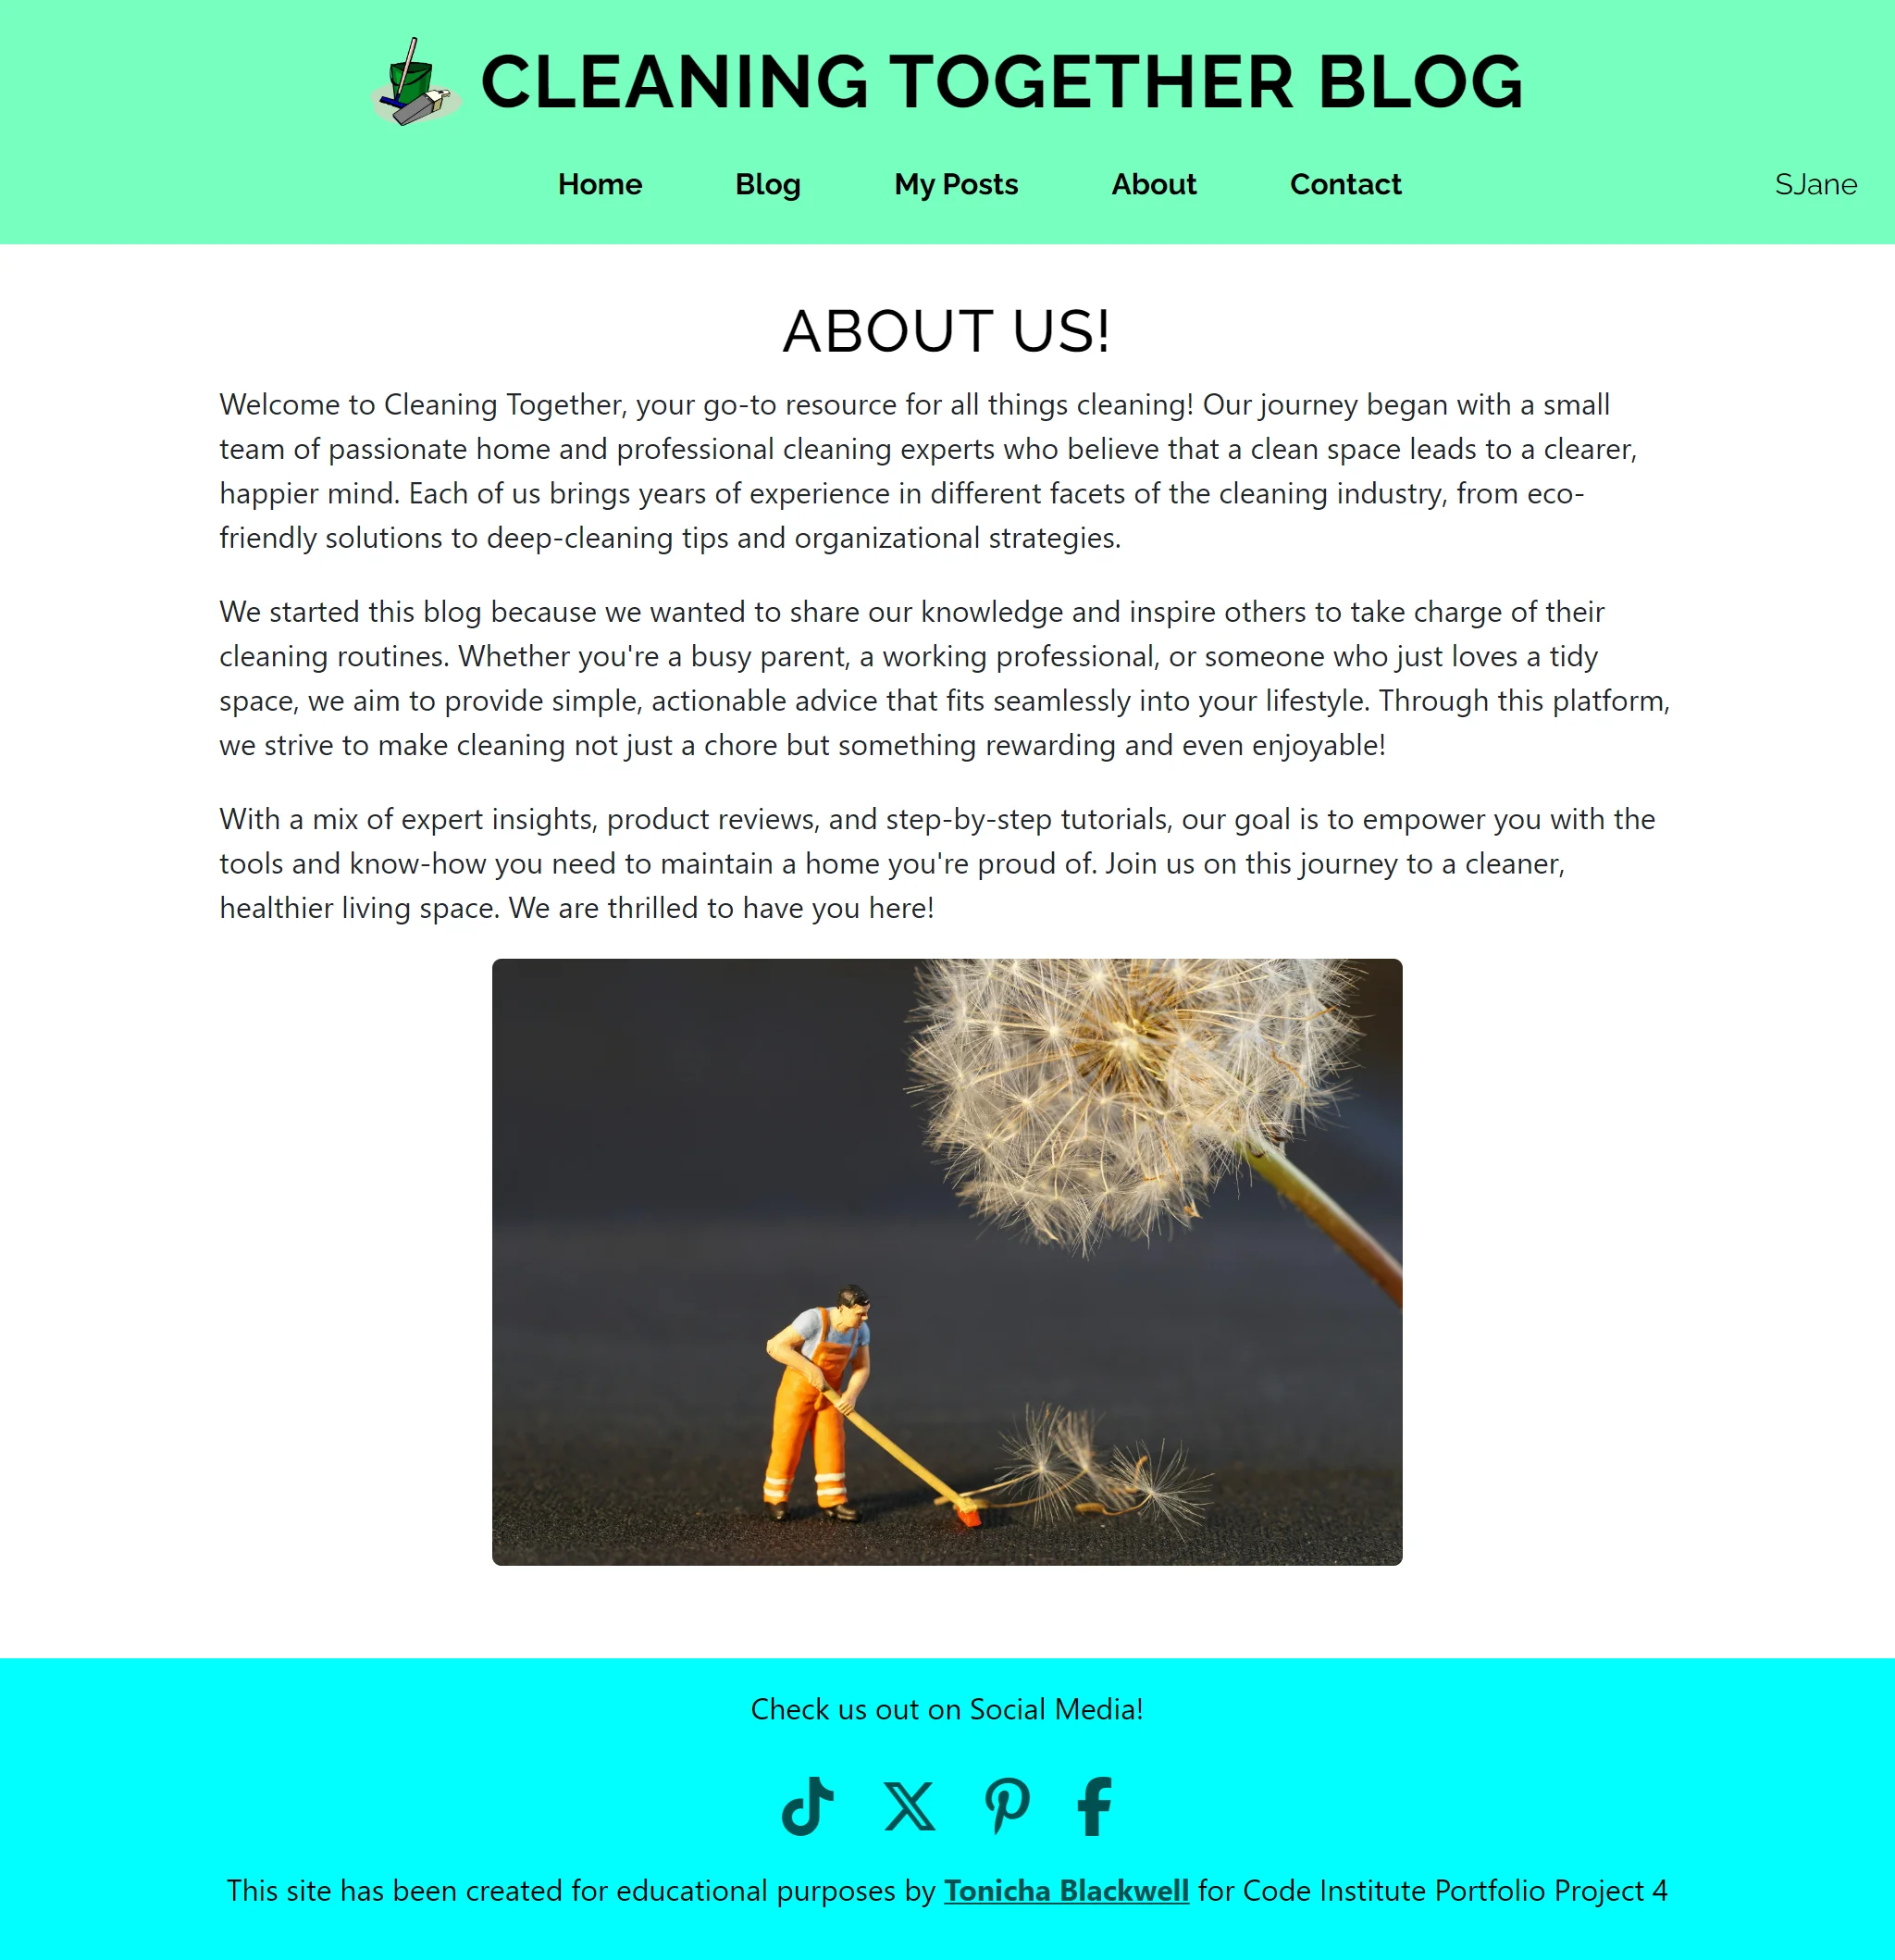 CLEANING TOGETHER BLOG
Home Blog My Posts About Contact SJane
ABOUT US!
Welcome to Cleaning Together, your go-to resource for all things cleaning! Our journey began with a small
team of passionate home and professional cleaning experts who believe that a clean space leads to a clearer,
happier mind. Each of us brings years of experience in different facets of the cleaning industry, from eco-
friendly solutions to deep-cleaning tips and organizational strategies.
We started this blog because we wanted to share our knowledge and inspire others to take charge of their
cleaning routines. Whether you're a busy parent, a working professional, or someone who just loves a tidy
space, we aim to provide simple, actionable advice that fits seamlessly into your lifestyle. Through this platform,
we strive to make cleaning not just a chore but something rewarding and even enjoyable!
With a mix of expert insights, product reviews, and step-by-step tutorials, our goal is to empower you with the
tools and know-how you need to maintain a home you're proud of. Join us on this journey to a cleaner,
healthier living space. We are thrilled to have you here!
Check us out on Social Media!
This site has been created for educational purposes by Tonicha Blackwell for Code Institute Portfolio Project 4